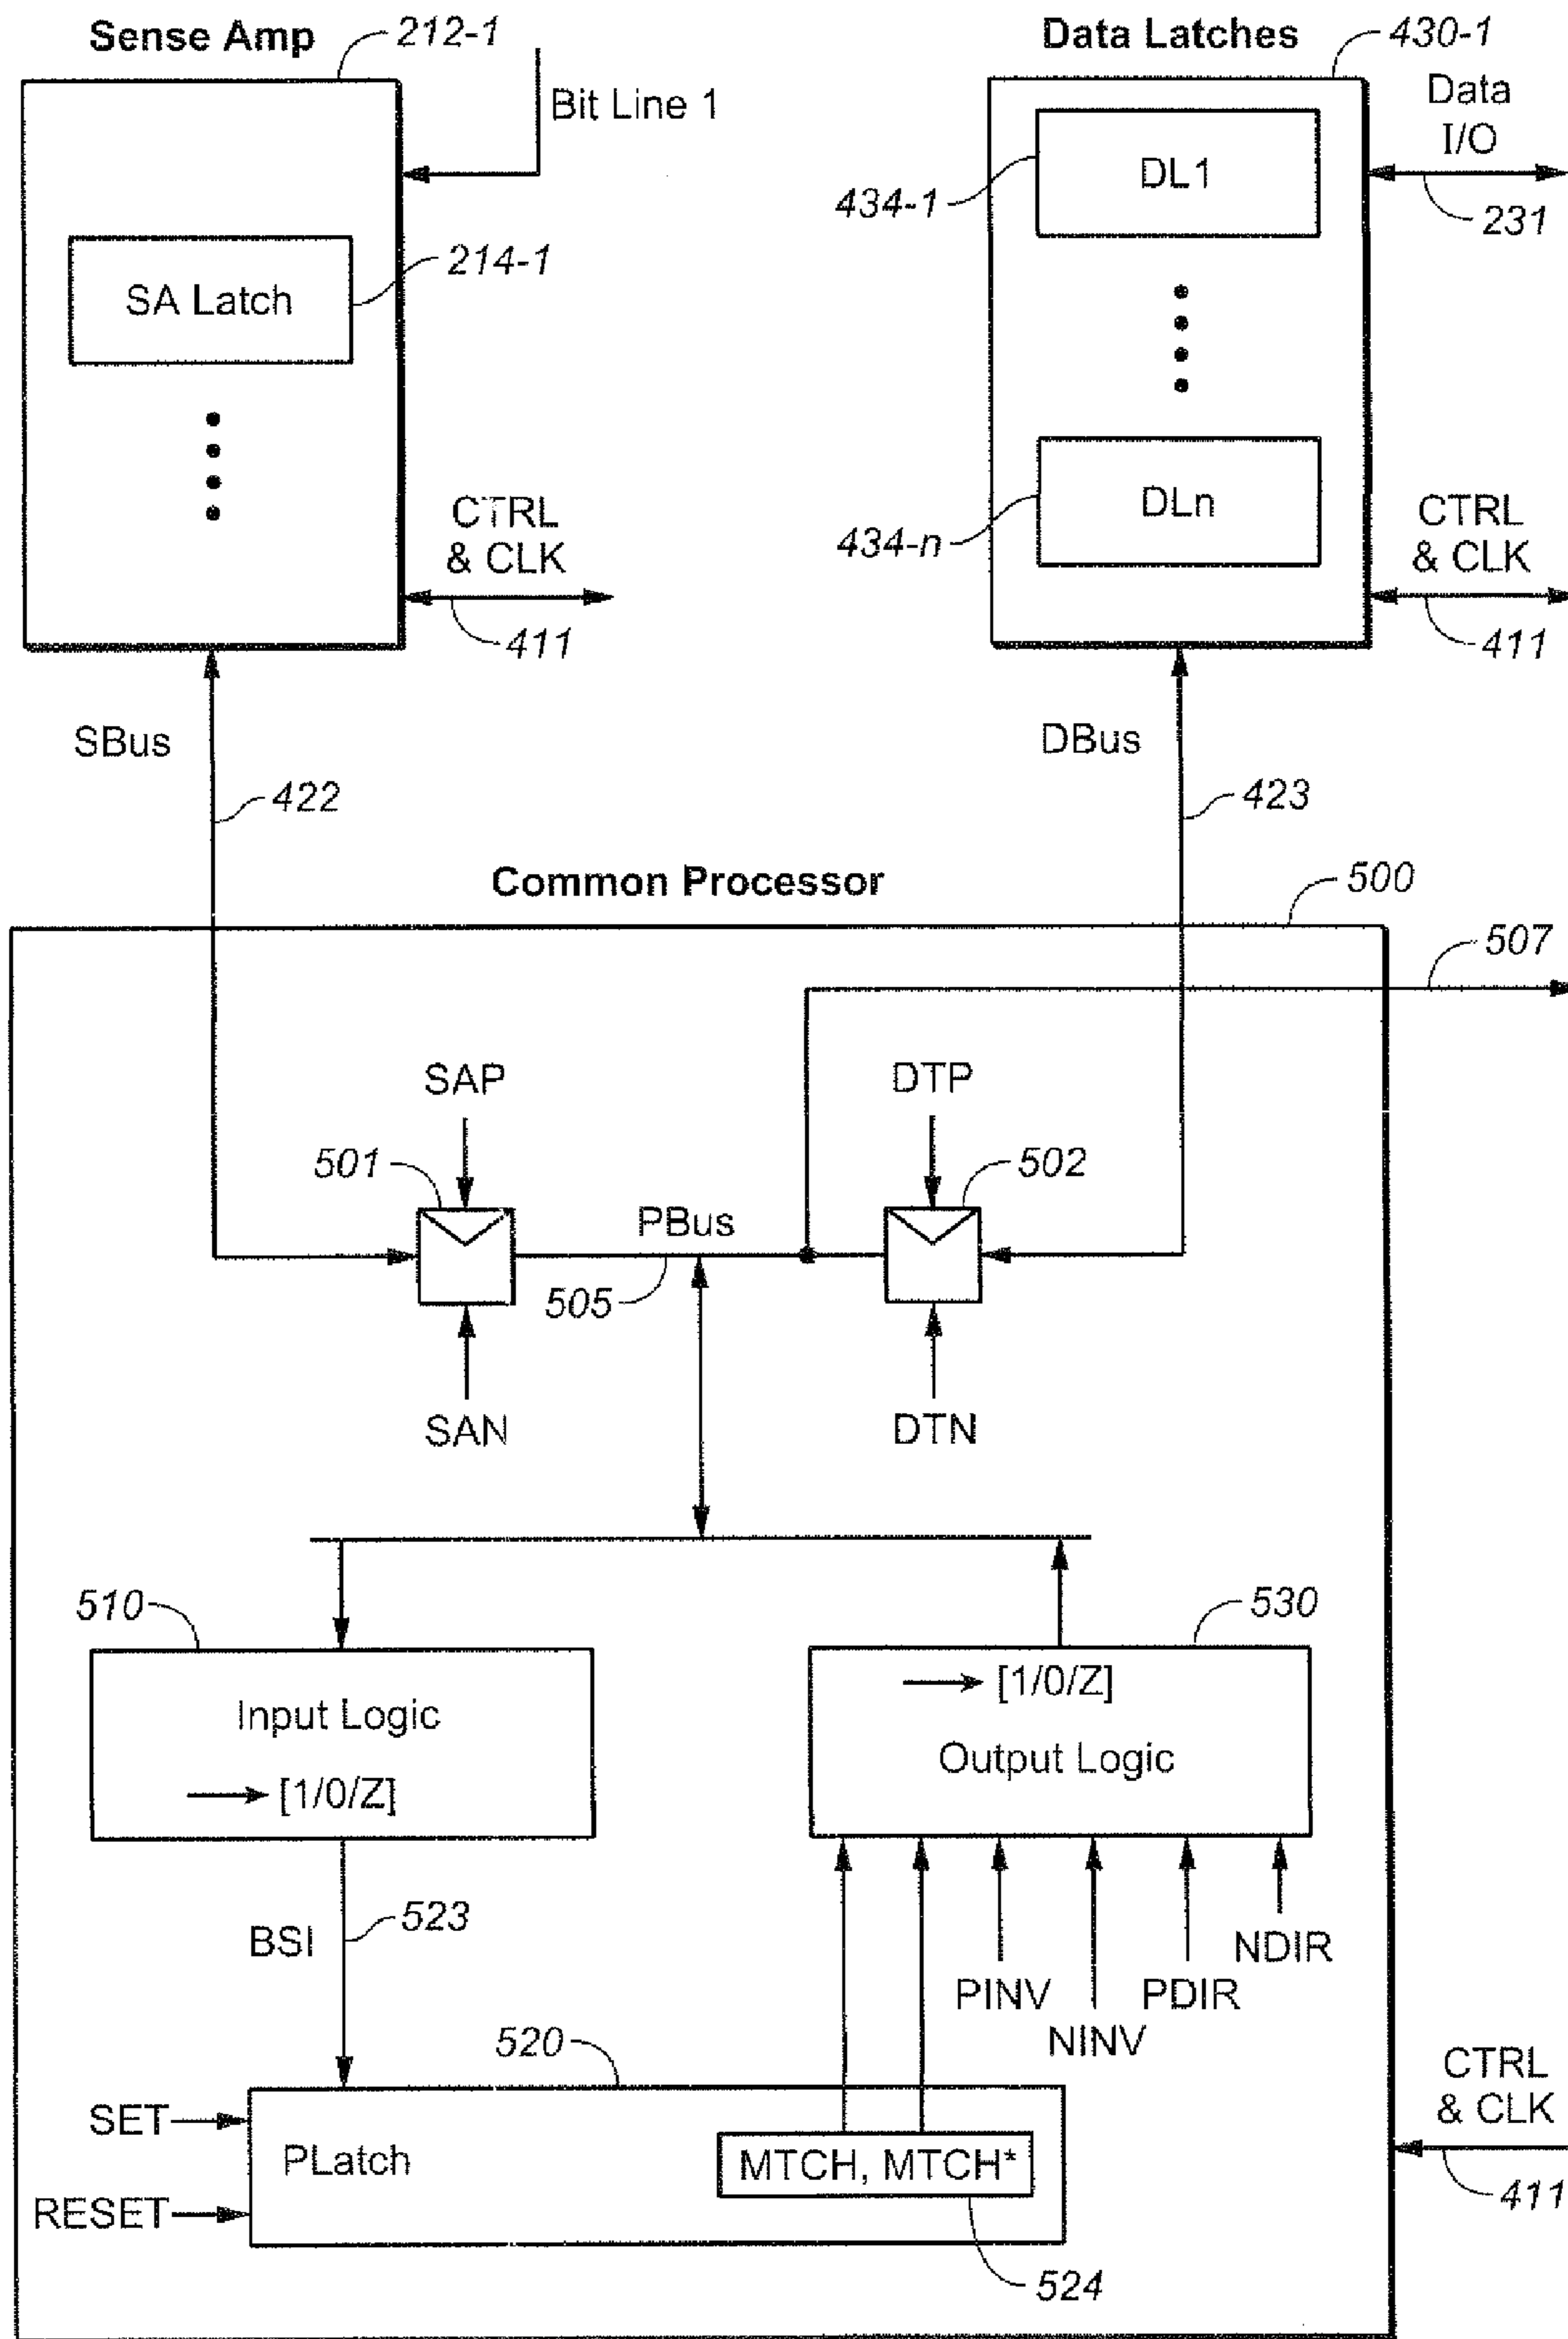 Sense Amp
212-1
Data Latches
430-1
Bit Line 1
Data
I/O
DL1
434-1
231
214-1
SA Latch
CTRL
& CLK
DLn
434-n
CTRL
& CLK
411
411
SBus
DBus
422
423
Common Processor
500
507
SAP
DTP
501
502
PBus
505
SAN
DTN
510
530
→ [1/0/Z]
Input Logic
Output Logic
→ [1/0/Z]
523
BSI
NDIR
PINV
PDIR
NINV
520
CTRL
& CLK
SET
PLatch
MTCH, MTCH*
RESET
411
524